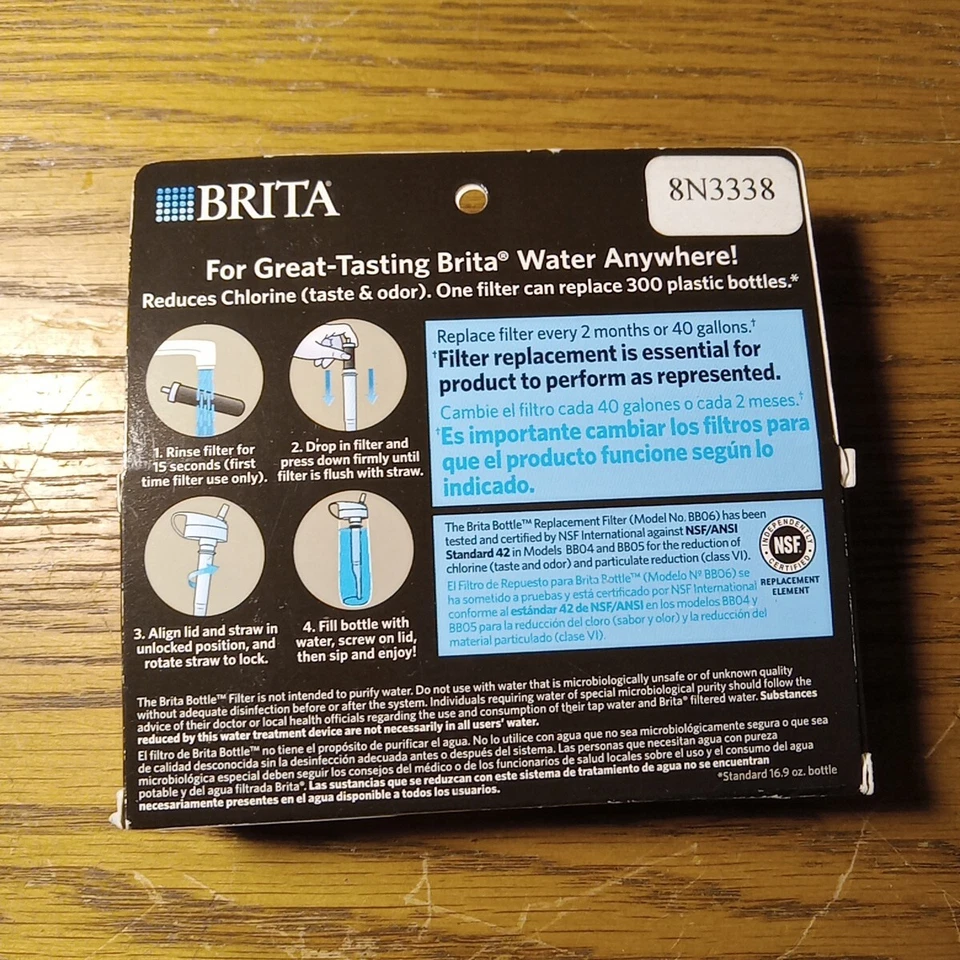 BRITA®
8N3338
For Great-Tasting Brita® Water Anywhere!
Reduces Chlorine (taste & odor). One filter can replace 300 plastic bottles.*
1. Rinse filter for
15 seconds (first
time filter use only).
2. Drop in filter and
press down firmly until
filter is flush with straw.
3. Align lid and straw in
unlocked position, and
rotate straw to lock.
4. Fill bottle with
water, screw on lid,
then sip and enjoy!
Replace filter every 2 months or 40 gallons.†
†Filter replacement is essential for
product to perform as represented.
Cambie el filtro cada 40 galones o cada 2 meses.†
†Es importante cambiar los filtros para
que el producto funcione según lo
indicado.
The Brita Bottle™ Replacement Filter (Model No. BB06) has been
tested and certified by NSF International against NSF/ANSI
Standard 42 in Models BB04 and BB05 for the reduction of
chlorine (taste and odor) and particulate reduction (class VI).
El Filtro de Repuesto para Brita Bottle™ (Modelo Nº BB06) se
ha sometido a pruebas y está certificado por NSF International
conforme al estándar 42 de NSF/ANSI en los modelos BB04 y
BB05 para la reducción del cloro (sabor y olor) y la reducción del
material particulado (clase VI).
INDEPENDENTLY
NSF.
CERTIFIED
REPLACEMENT
ELEMENT
The Brita Bottle™ Filter is not intended to purify water. Do not use with water that is microbiologically unsafe or of unknown quality
without adequate disinfection before or after the system. Individuals requiring water of special microbiological purity should follow the
advice of their doctor or local health officials regarding the use and consumption of their tap water and Brita® filtered water. Substances
reduced by this water treatment device are not necessarily in all users' water.
El filtro de Brita Bottle™ no tiene el propósito de purificar el agua. No lo utilice con agua que no sea microbiológicamente segura o que sea
de calidad desconocida sin la desinfección adecuada antes o después del sistema. Las personas que necesitan agua con pureza
microbiológica especial deben seguir los consejos del médico o de los funcionarios de salud locales sobre el uso y el consumo del agua
potable y del agua filtrada Brita®. Las sustancias que se reduzcan con este sistema de tratamiento de agua no se encuentran
necesariamente presentes en el agua disponible a todos los usuarios.
*Standard 16.9 oz. bottle